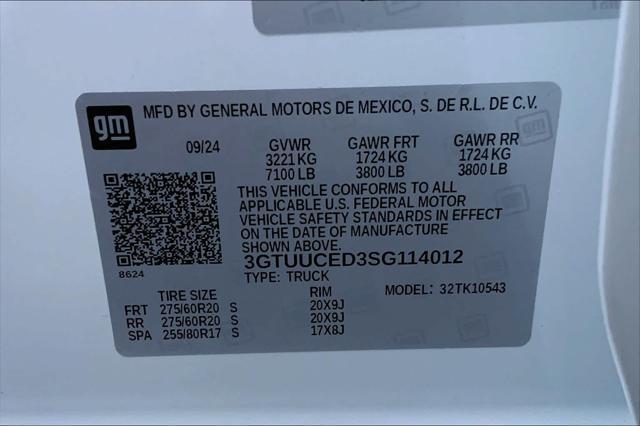 gm
MFD BY GENERAL MOTORS DE MEXICO, S. DE R.L. DE C.V.
09/24 GVWR GAWR FRT GAWR RR
3221 KG 1724 KG 1724 KG
7100 LB 3800 LB 3800 LB
THIS VEHICLE CONFORMS TO ALL
APPLICABLE U.S. FEDERAL MOTOR
VEHICLE SAFETY STANDARDS IN EFFECT
ON THE DATE OF MANUFACTURE
SHOWN ABOVE.
3GTUUCED3SG114012
8624
TYPE: TRUCK
TIRE SIZE RIM MODEL: 32TK10543
FRT 275/60R20 S 20X9J
RR 275/60R20 S 20X9J
SPA 255/80R17 S 17X8J